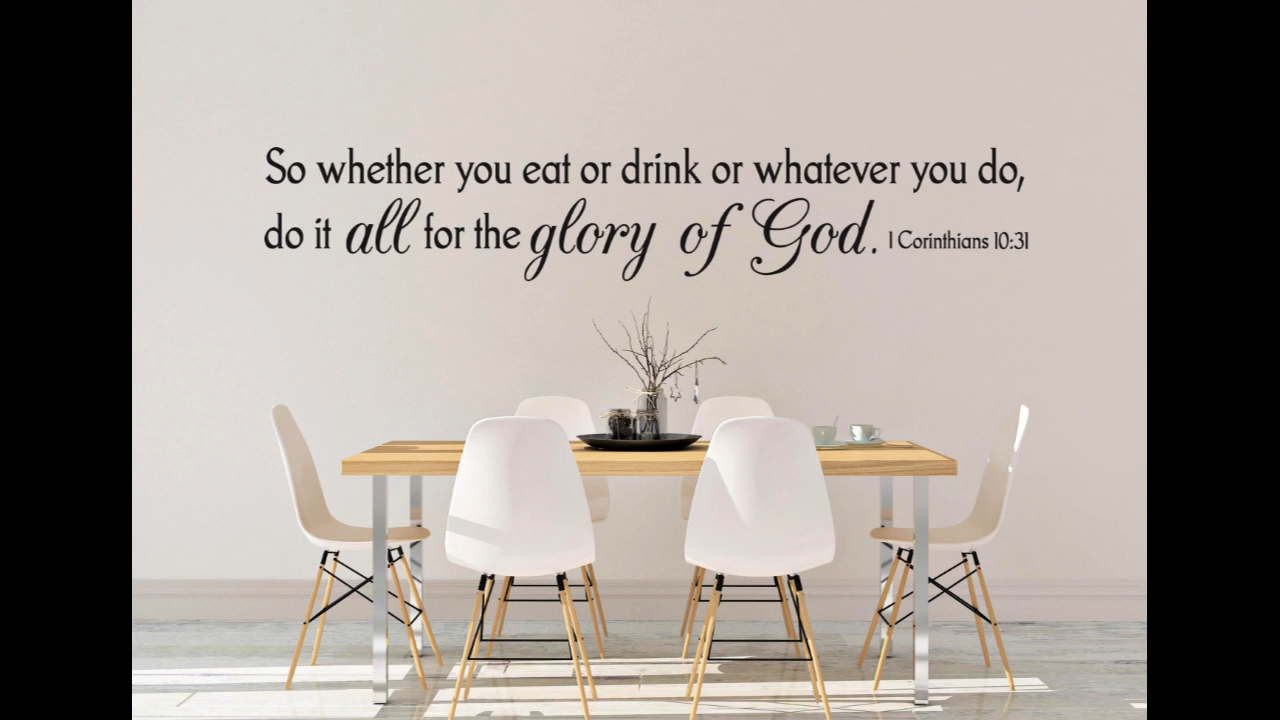 So whether you eat or drink or whatever you do,
do it all for the glory of God. 1 Corinthians 10:31